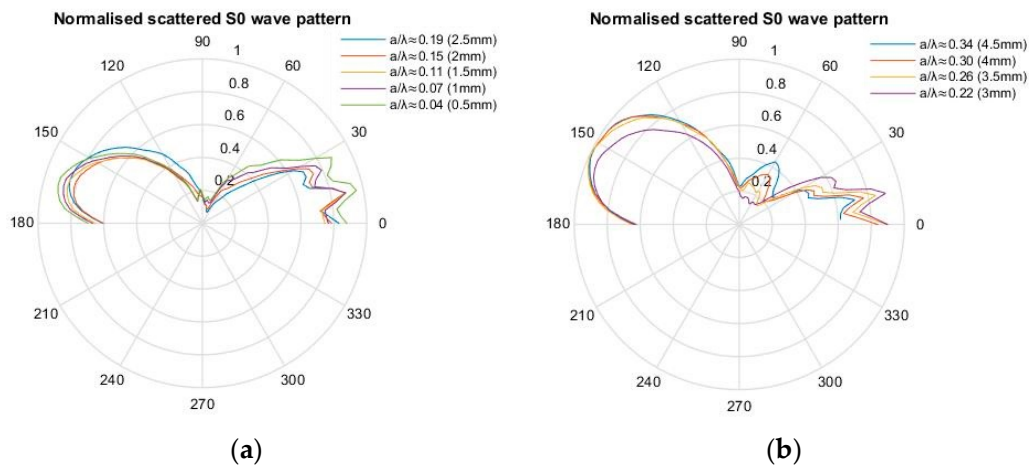 Normalised scattered S0 wave pattern
a/λ≈0.19 (2.5mm)
a/λ≈0.15 (2mm)
a/λ≈0.11 (1.5mm)
a/λ≈0.07 (1mm)
a/λ≈0.04 (0.5mm)
90
1
120
60
0.8
0.6
150
30
0.4
0.2
180
0
210
330
240
300
270
(a)
Normalised scattered S0 wave pattern
a/λ≈0.34 (4.5mm)
a/λ≈0.30 (4mm)
a/λ≈0.26 (3.5mm)
a/λ≈0.22 (3mm)
90
1
120
60
0.8
0.6
150
30
0.4
0.2
180
0
210
330
240
300
270
(b)